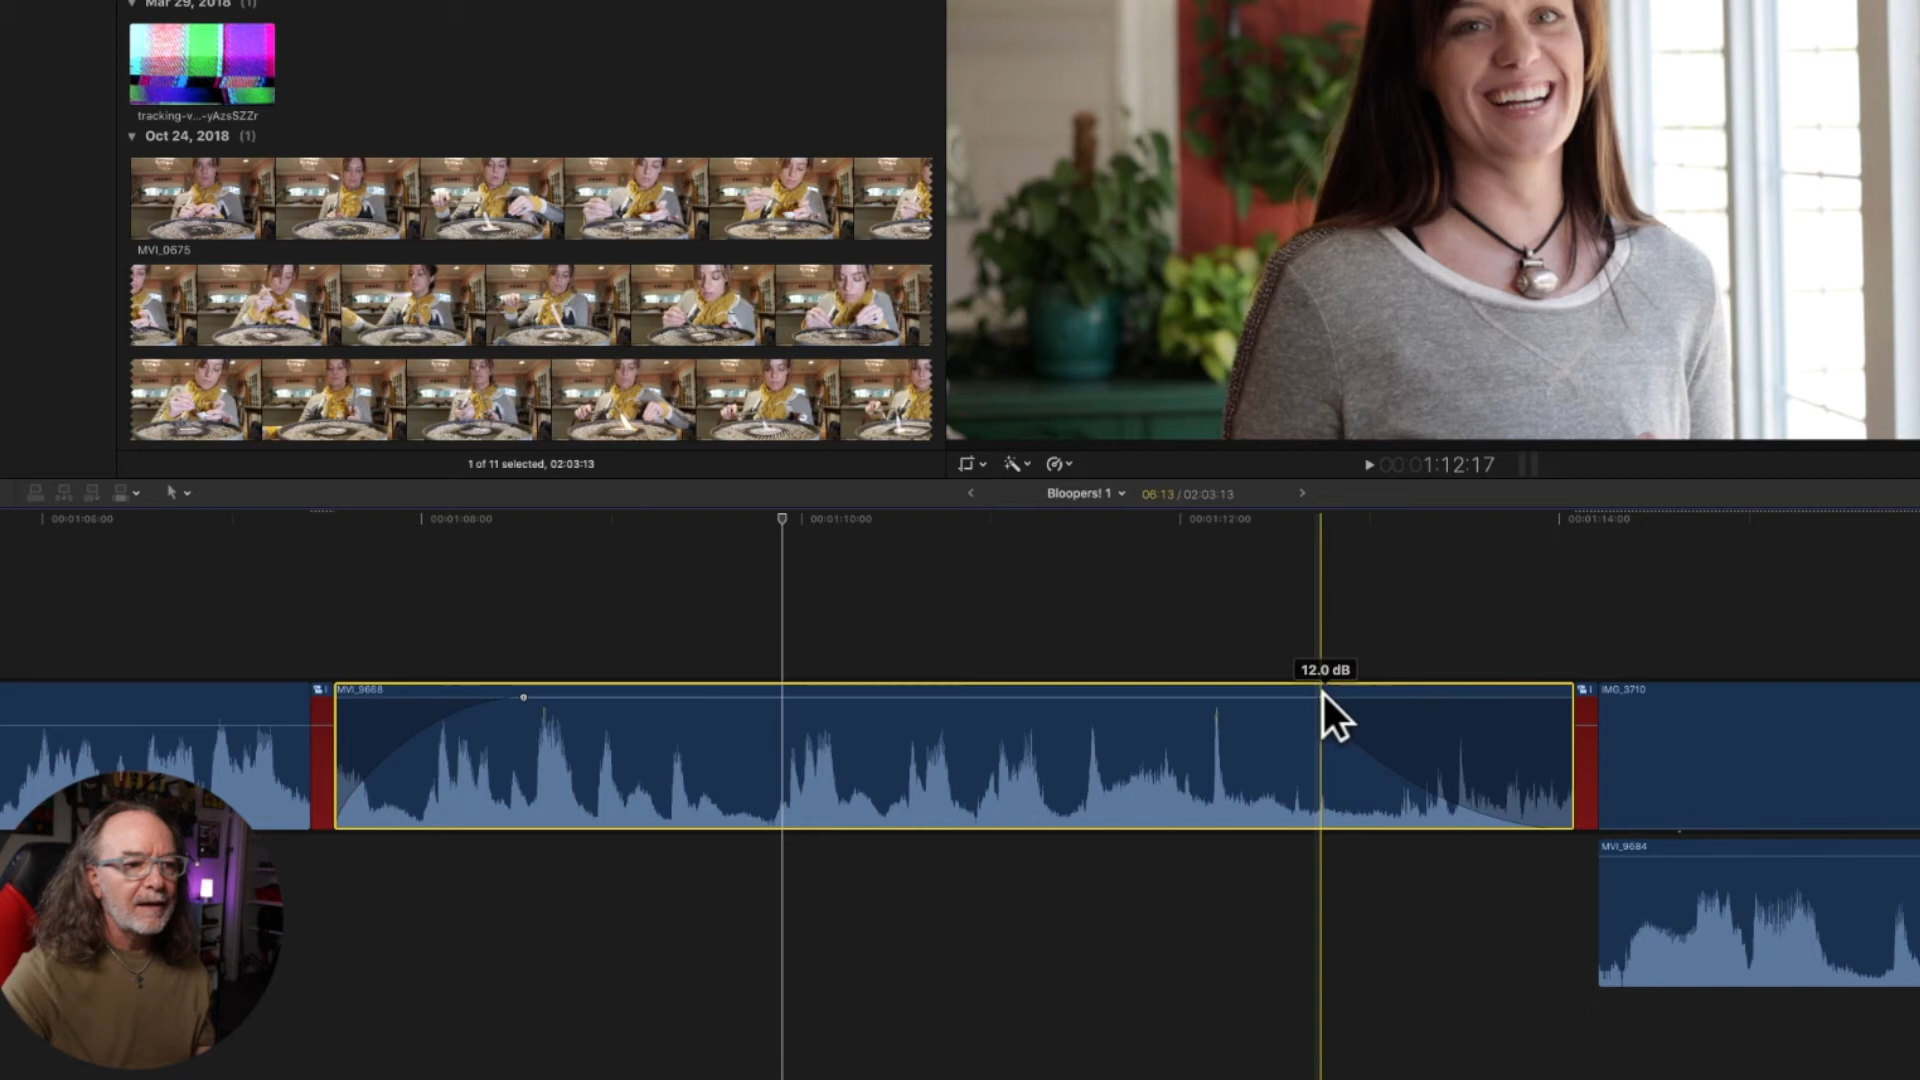 Mar 29, 2018 (1)
tracking-v...-yAzsSZZr
Oct 24, 2018 (1)
MVI_0675
1 of 11 selected, 02:03:13
00 01:12:17
Bloopers! 1
06:13 / 02:03:13
00:01:06:00
00:01:08:00
00:01:10:00
00:01:12:00
00:01:14:00
12.0 dB
MVI_9668
IMG_3710
MVI_9684